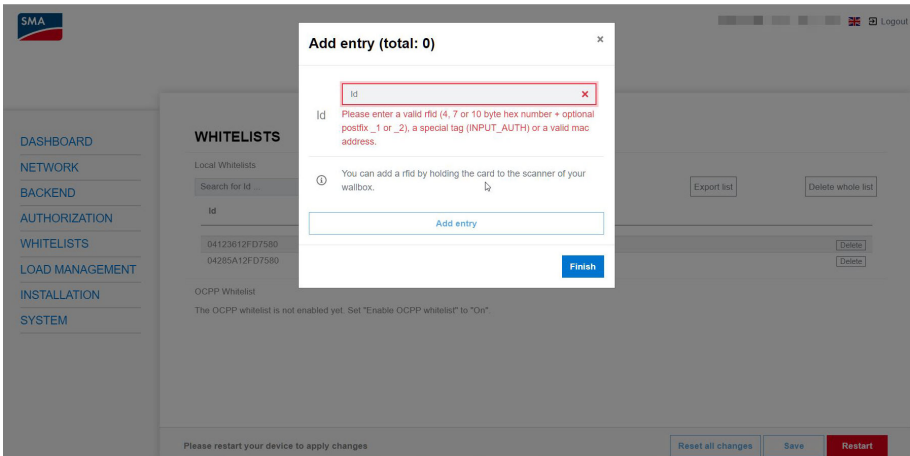 SMA
Logout
Add entry (total: 0)
×
Id
Id
Please enter a valid rfid (4, 7 or 10 byte hex number + optional
postfix _1 or _2), a special tag (INPUT_AUTH) or a valid mac
address.
You can add a rfid by holding the card to the scanner of your
wallbox.
Add entry
Finish
DASHBOARD
NETWORK
BACKEND
AUTHORIZATION
WHITELISTS
LOAD MANAGEMENT
INSTALLATION
SYSTEM
WHITELISTS
Local Whitelists
Search for Id ...
Export list
Delete whole list
Id
04123612FD7580
Delete
04285A12FD7580
Delete
OCPP Whitelist
The OCPP whitelist is not enabled yet. Set "Enable OCPP whitelist" to "On".
Please restart your device to apply changes
Reset all changes
Save
Restart